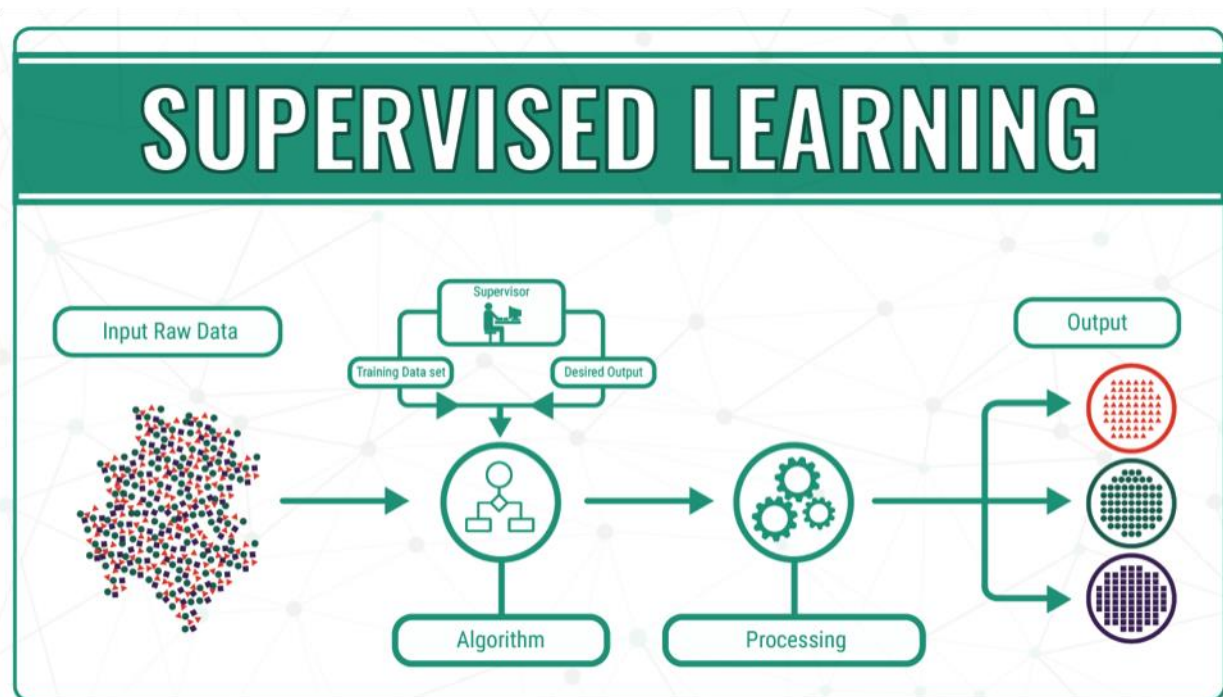 SUPERVISED LEARNING
Input Raw Data
Supervisor
Training Data set
Desired Output
Output
Algorithm
Processing